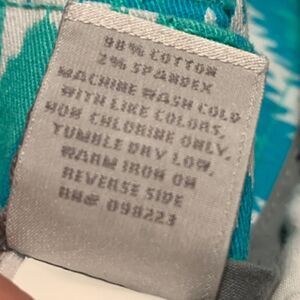 98% COTTON
2% SPANDEX
MACHINE WASH COLD
WITH LIKE COLORS,
NON CHLORINE ONLY,
TUMBLE DRY LOW,
WARM IRON ON
REVERSE SIDE
RN# 098223